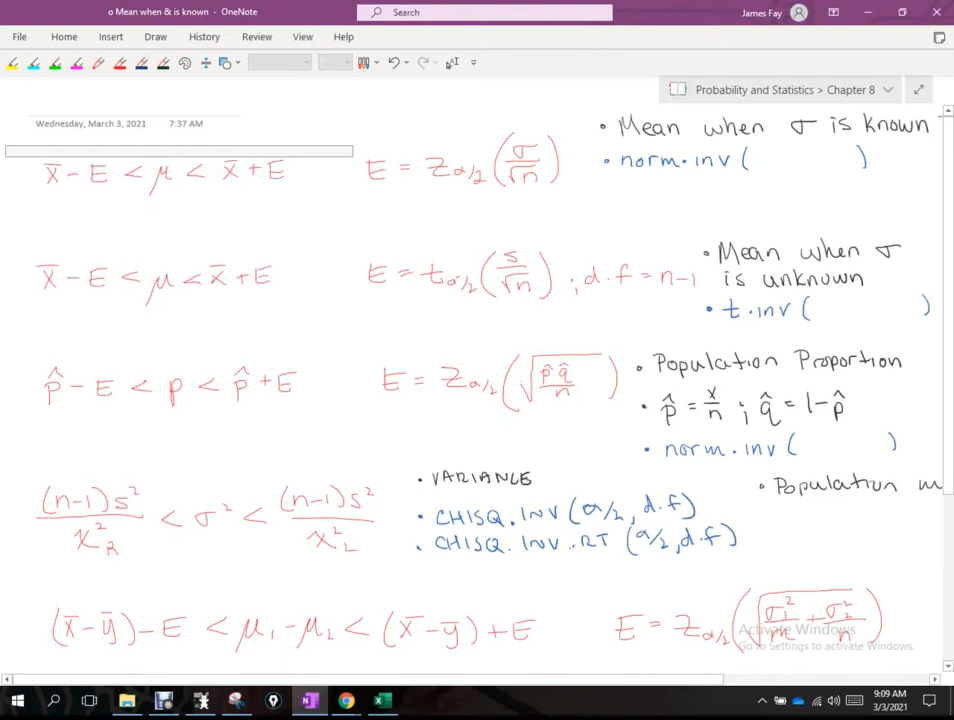 o Mean when & is known - OneNote
Search
James Fay
File Home Insert Draw History Review View Help
Probability and Statistics > Chapter 8
Wednesday, March 3, 2021 7:37 AM
x̄ - E < μ < x̄ + E E = Zα/2 (σ/√n) • Mean when σ is known
• norm.inv( )
x̄ - E < μ < x̄ + E E = tα/2 (s/√n) ; d.f = n-1 • Mean when σ
is unknown
• t.inv( )
p̂ - E < p < p̂ + E E = Zα/2 (√(p̂q̂/n)) • Population Proportion
• p̂ = x/n ; q̂ = 1-p̂
• norm.inv( )
• VARIANCE • Population m
(n-1)s²/χ²R < σ² < (n-1)s²/χ²L • CHISQ.INV (α/2, d.f)
• CHISQ.INV.RT (α/2, d.f)
(x̄-ȳ)-E < μ₁-μ₂ < (x̄-ȳ)+E E = Zα/2 (√(σ₁²/m + σ₂²/n))
Activate Windows
Go to Settings to activate Windows.
9:09 AM
3/3/2021